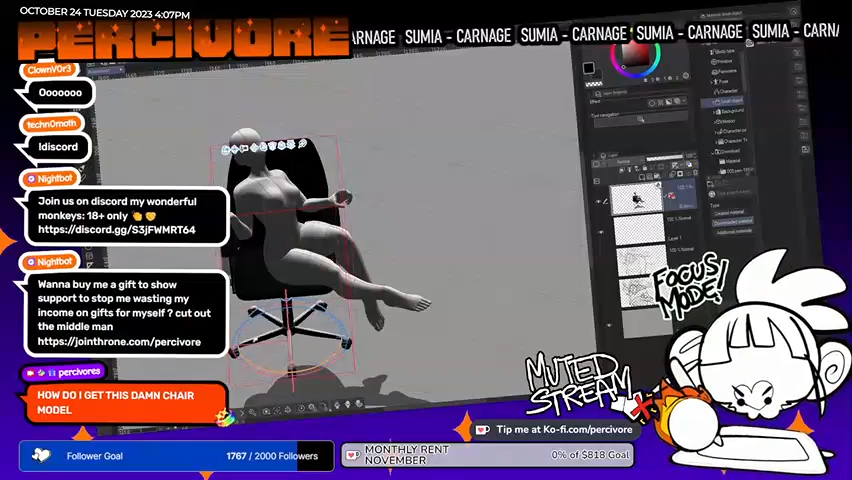 OCTOBER 24 TUESDAY 2023 4:07PM
PERCIVORE
CARNAGE SUMIA - CARNAGE SUMIA - CARNAGE SUMIA - CARNAGE SUMIA - CARNA
ClawnV0r3
Ooooooo
techn0moth
!discord
Nightbot
Join us on discord my wonderful
monkeys: 18+ only 👏 🐵
https://discord.gg/S3jFWMRT64
Nightbot
Wanna buy me a gift to show
support to stop me wasting my
income on gifts for myself ? cut out
the middle man
https://jointhrone.com/percivore
percivores
HOW DO I GET THIS DAMN CHAIR
MODEL
FOCUS
MODE!
MUTED
STREAM
Tip me at Ko-fi.com/percivore
Follower Goal
1767 / 2000 Followers
MONTHLY RENT
NOVEMBER
0% of $818 Goal